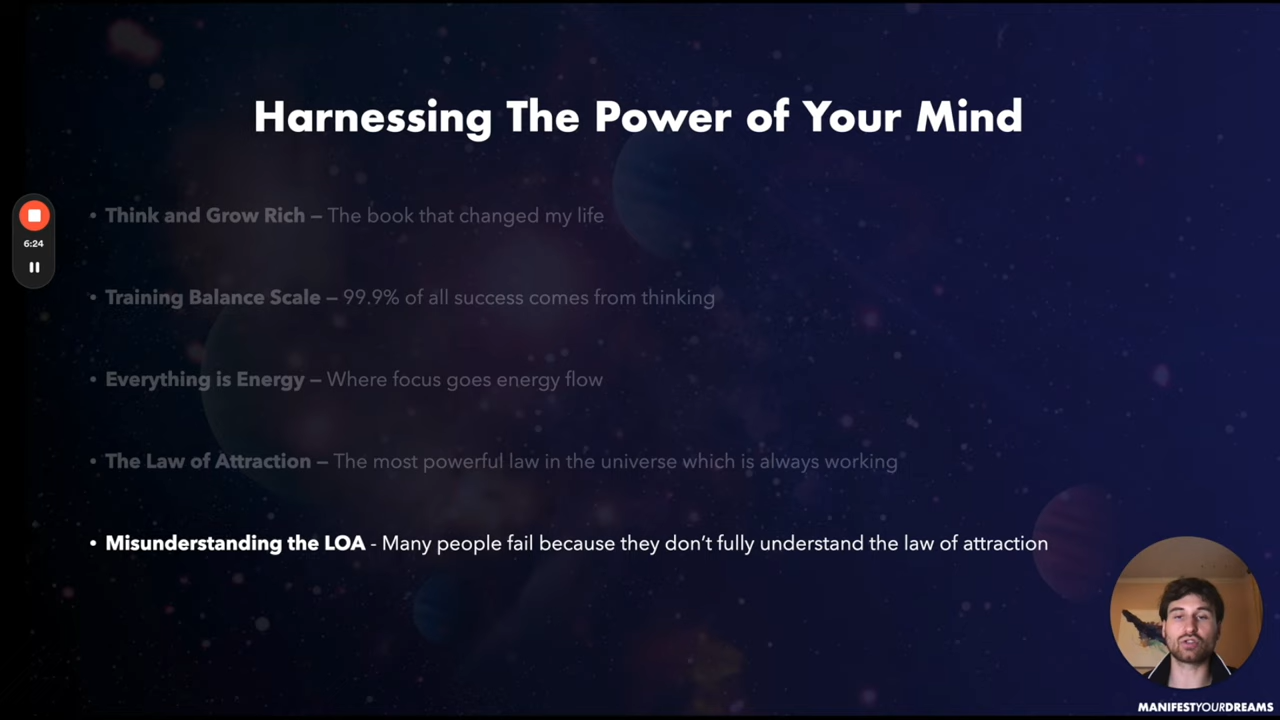 Harnessing The Power of Your Mind
• Think and Grow Rich – The book that changed my life
6:24
• Training Balance Scale – 99.9% of all success comes from thinking
• Everything is Energy – Where focus goes energy flow
• The Law of Attraction – The most powerful law in the universe which is always working
• Misunderstanding the LOA - Many people fail because they don’t fully understand the law of attraction
MANIFESTYOURDREAMS